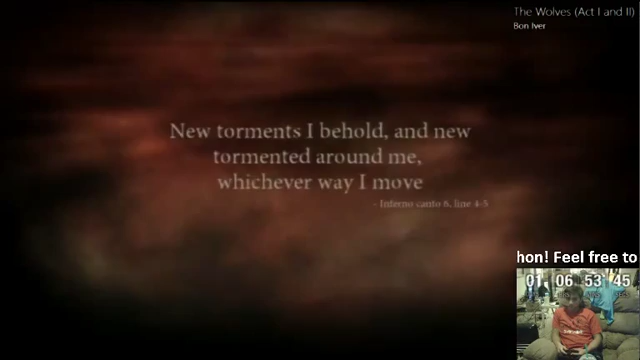 The Wolves (Act I and II)
Bon Iver
New torments I behold, and new
tormented around me,
whichever way I move
- Inferno canto 6, line 4-5
hon! Feel free to
01 06 53 45